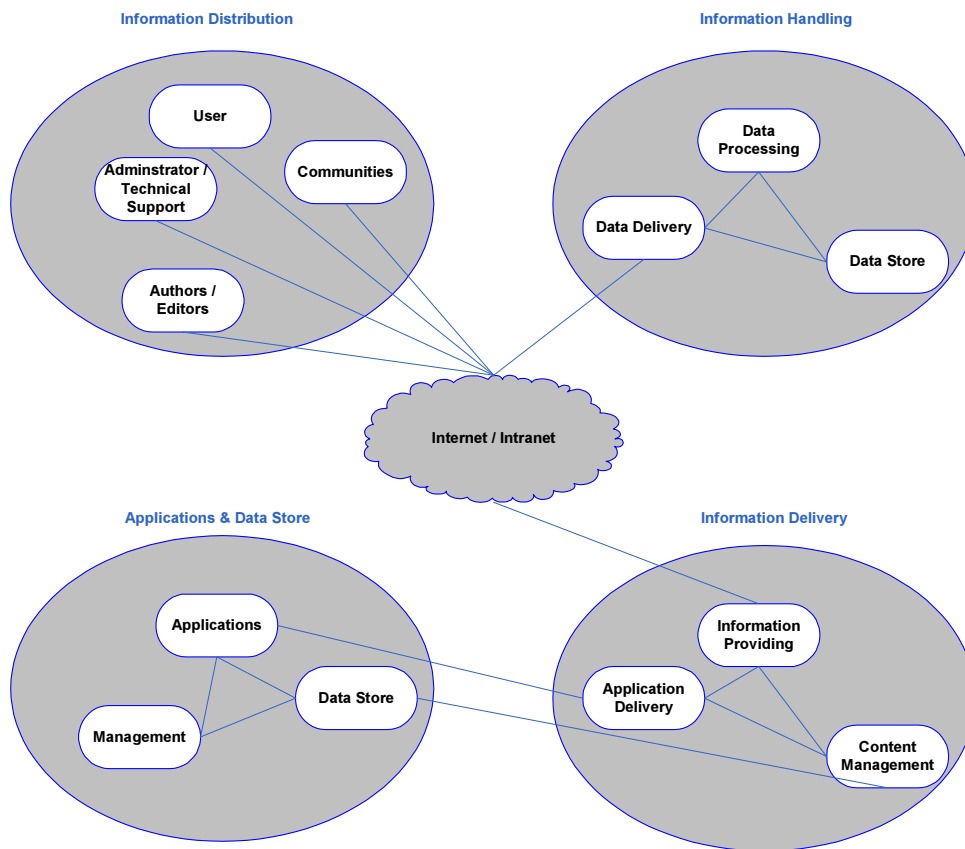 Information Distribution
Information Handling
User
Adminstrator /
Technical
Support
Communities
Authors /
Editors
Data
Processing
Data Delivery
Data Store
Internet / Intranet
Applications & Data Store
Information Delivery
Applications
Data Store
Management
Information
Providing
Application
Delivery
Content
Management